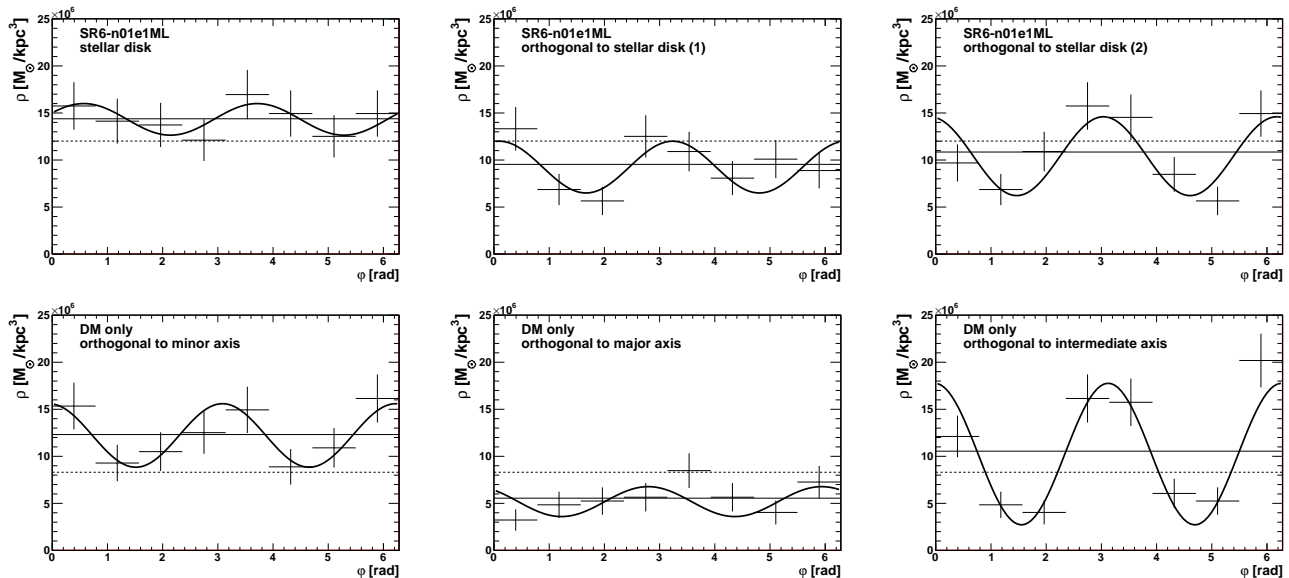 ×10⁶
SR6-n01e1ML
stellar disk
ρ [M⊙/kpc³]
25
20
15
10
5
0
0 1 2 3 4 5 6
φ [rad]
×10⁶
SR6-n01e1ML
orthogonal to stellar disk (1)
ρ [M⊙/kpc³]
25
20
15
10
5
0
0 1 2 3 4 5 6
φ [rad]
×10⁶
SR6-n01e1ML
orthogonal to stellar disk (2)
ρ [M⊙/kpc³]
25
20
15
10
5
0
0 1 2 3 4 5 6
φ [rad]
×10⁶
DM only
orthogonal to minor axis
ρ [M⊙/kpc³]
25
20
15
10
5
0
0 1 2 3 4 5 6
φ [rad]
×10⁶
DM only
orthogonal to major axis
ρ [M⊙/kpc³]
25
20
15
10
5
0
0 1 2 3 4 5 6
φ [rad]
×10⁶
DM only
orthogonal to intermediate axis
ρ [M⊙/kpc³]
25
20
15
10
5
0
0 1 2 3 4 5 6
φ [rad]